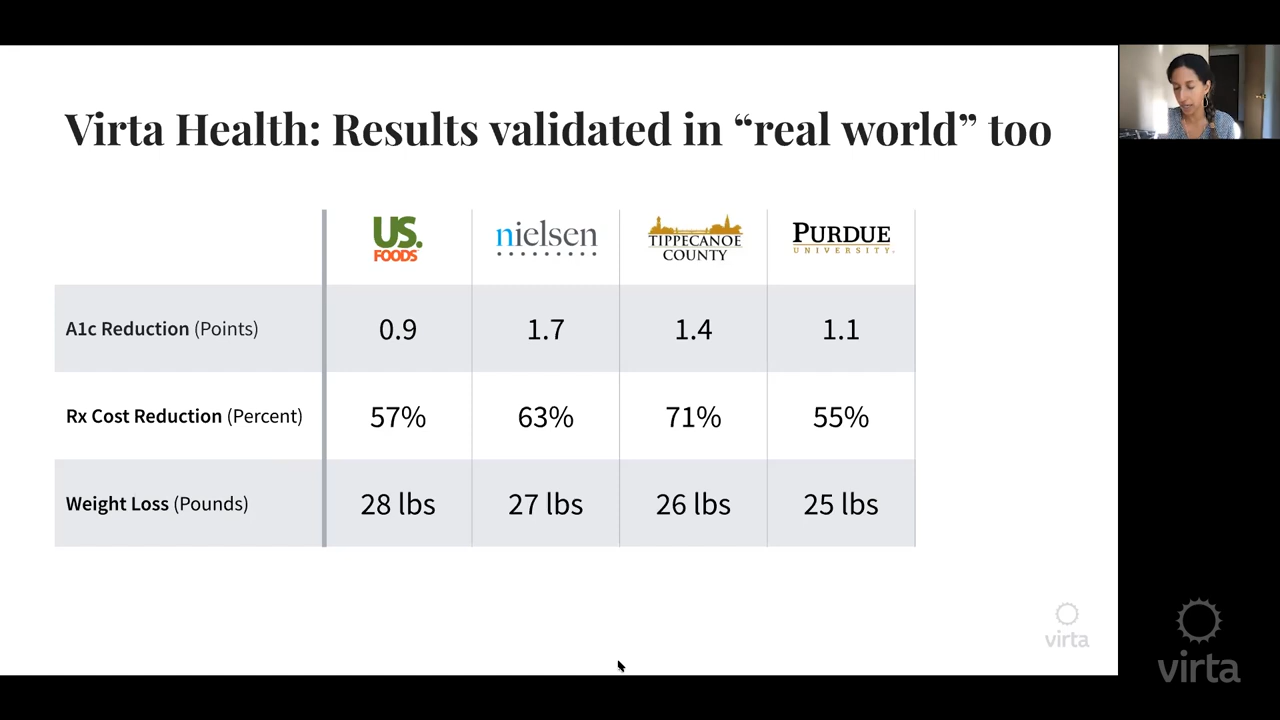 Virta Health: Results validated in “real world” too
US.
FOODS
nielsen
TIPPECANOE
COUNTY
PURDUE
UNIVERSITY.
A1c Reduction (Points)
0.9
1.7
1.4
1.1
Rx Cost Reduction (Percent)
57%
63%
71%
55%
Weight Loss (Pounds)
28 lbs
27 lbs
26 lbs
25 lbs
virta
virta